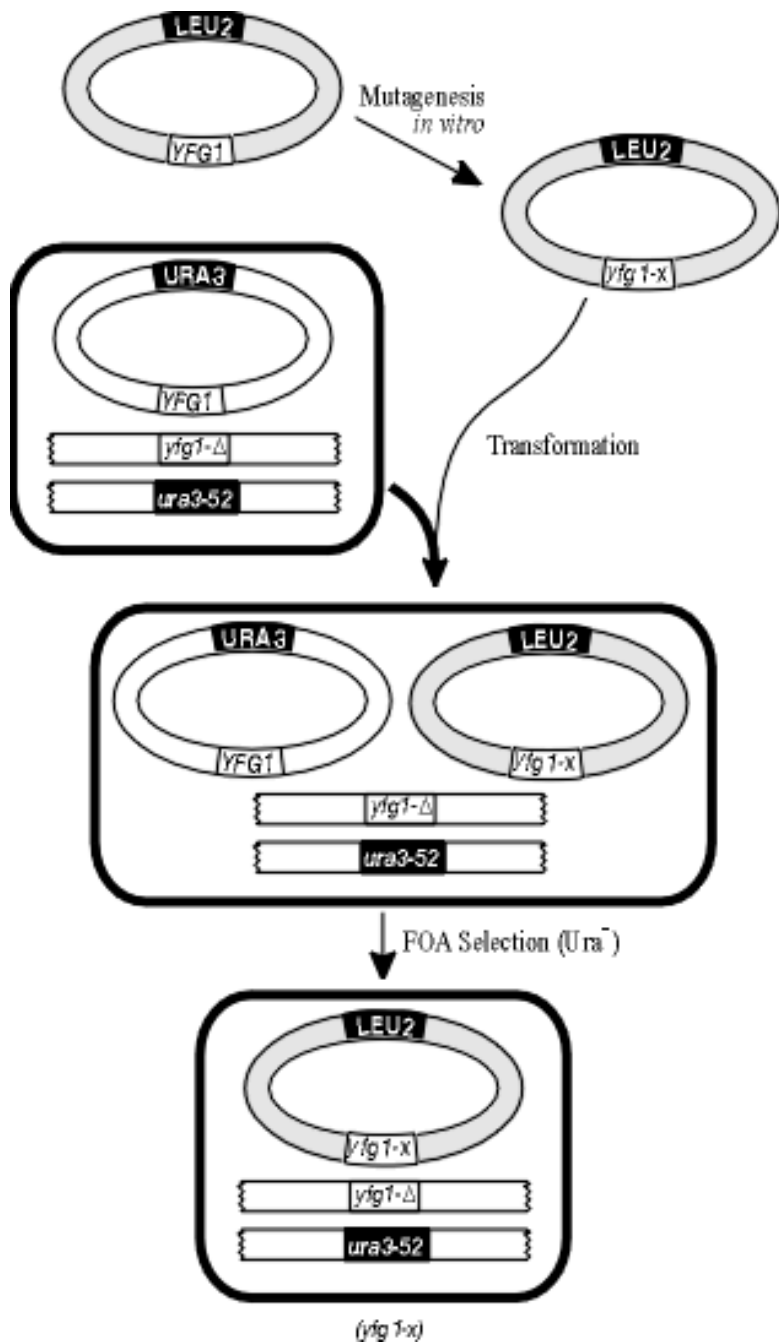 LEU2
YFG1
Mutagenesis
in vitro
LEU2
yfg1-x
URA3
YFG1
yfg1-Δ
ura3-52
Transformation
URA3
LEU2
YFG1
yfg1-x
yfg1-Δ
ura3-52
FOA Selection (Ura⁻)
LEU2
yfg1-x
yfg1-Δ
ura3-52
(yfg1-x)